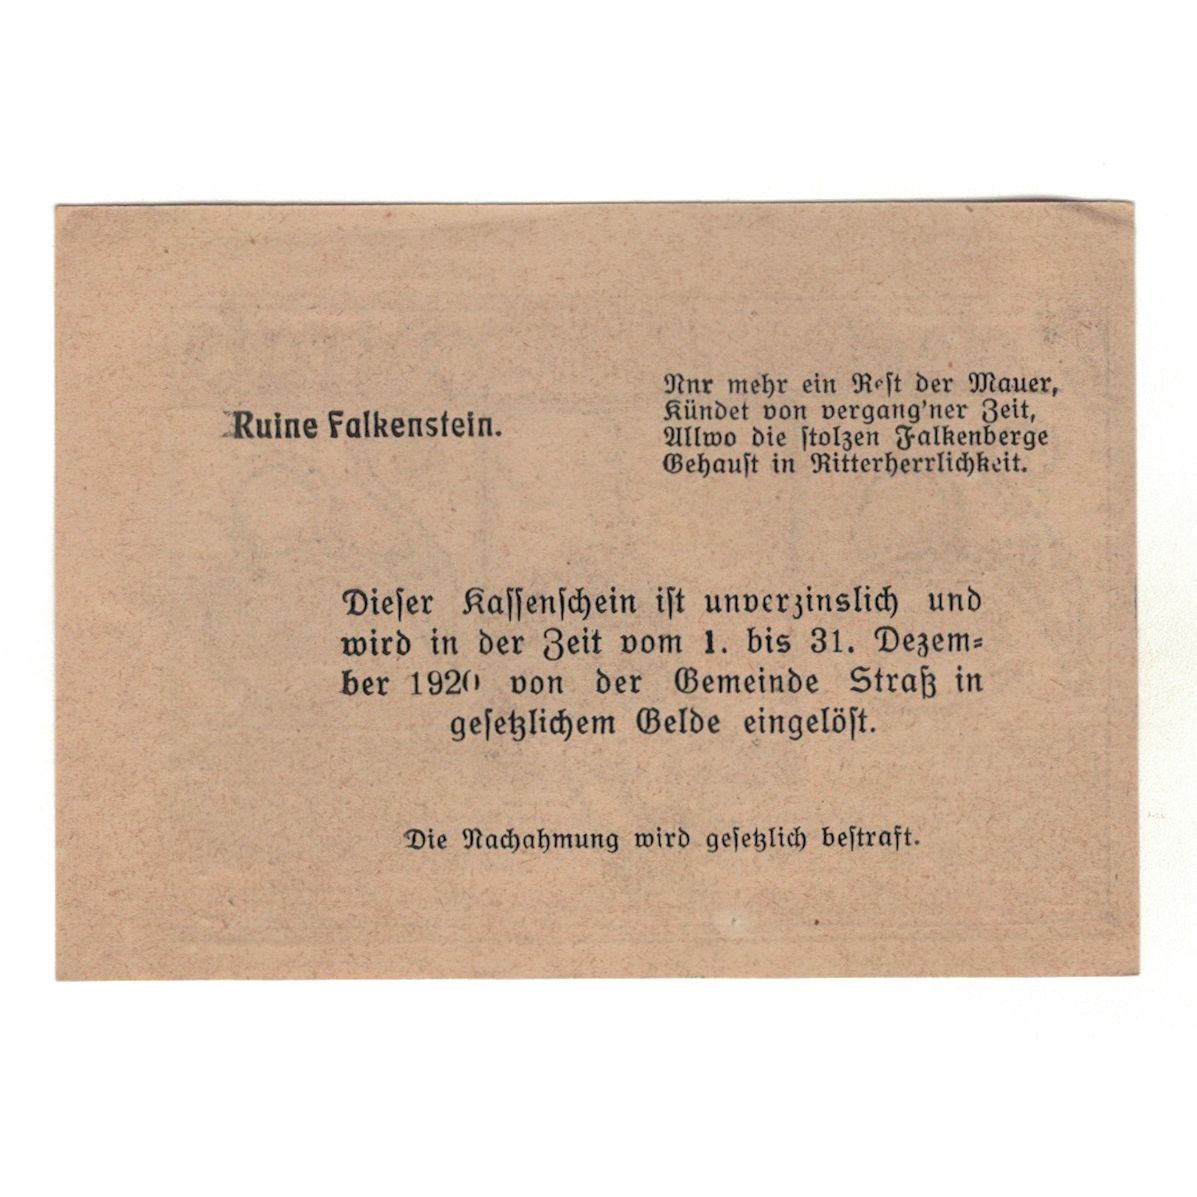 Ruine Falkenstein.
Nnr mehr ein Rest der Mauer,
Kündet von vergang'ner Zeit,
Allwo die stolzen Falkenberge
Gehaust in Ritterherrlichkeit.
Dieser Kassenschein ist unverzinslich und
wird in der Zeit vom 1. bis 31. Dezem-
ber 1920 von der Gemeinde Straß in
gesetzlichem Gelde eingelöst.
Die Nachahmung wird gesetzlich bestraft.